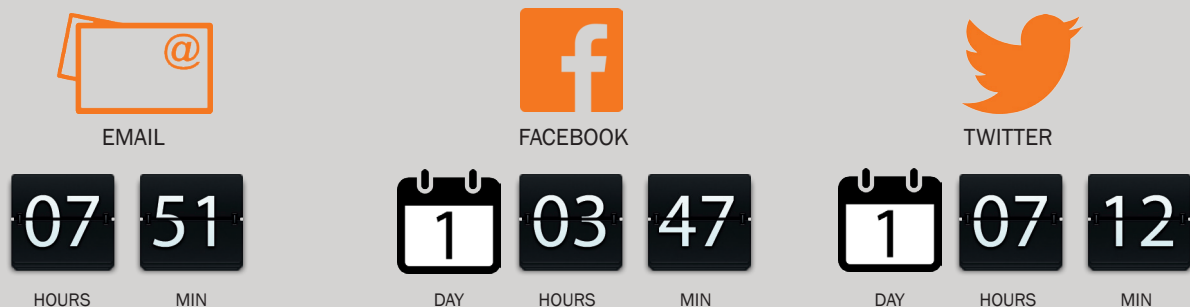 @
f
EMAIL
FACEBOOK
TWITTER
07 51
1 03 47
1 07 12
HOURS MIN
DAY HOURS MIN
DAY HOURS MIN